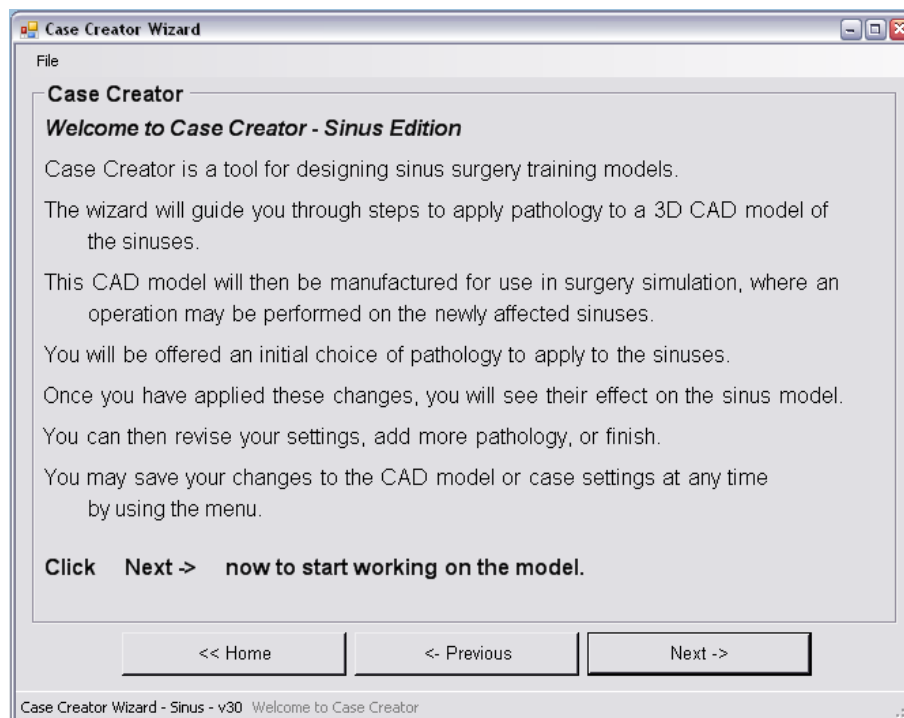 Case Creator Wizard
File
Case Creator
Welcome to Case Creator - Sinus Edition
Case Creator is a tool for designing sinus surgery training models.
The wizard will guide you through steps to apply pathology to a 3D CAD model of
the sinuses.
This CAD model will then be manufactured for use in surgery simulation, where an
operation may be performed on the newly affected sinuses.
You will be offered an initial choice of pathology to apply to the sinuses.
Once you have applied these changes, you will see their effect on the sinus model.
You can then revise your settings, add more pathology, or finish.
You may save your changes to the CAD model or case settings at any time
by using the menu.
Click Next -> now to start working on the model.
<< Home <- Previous Next ->
Case Creator Wizard - Sinus - v30 Welcome to Case Creator